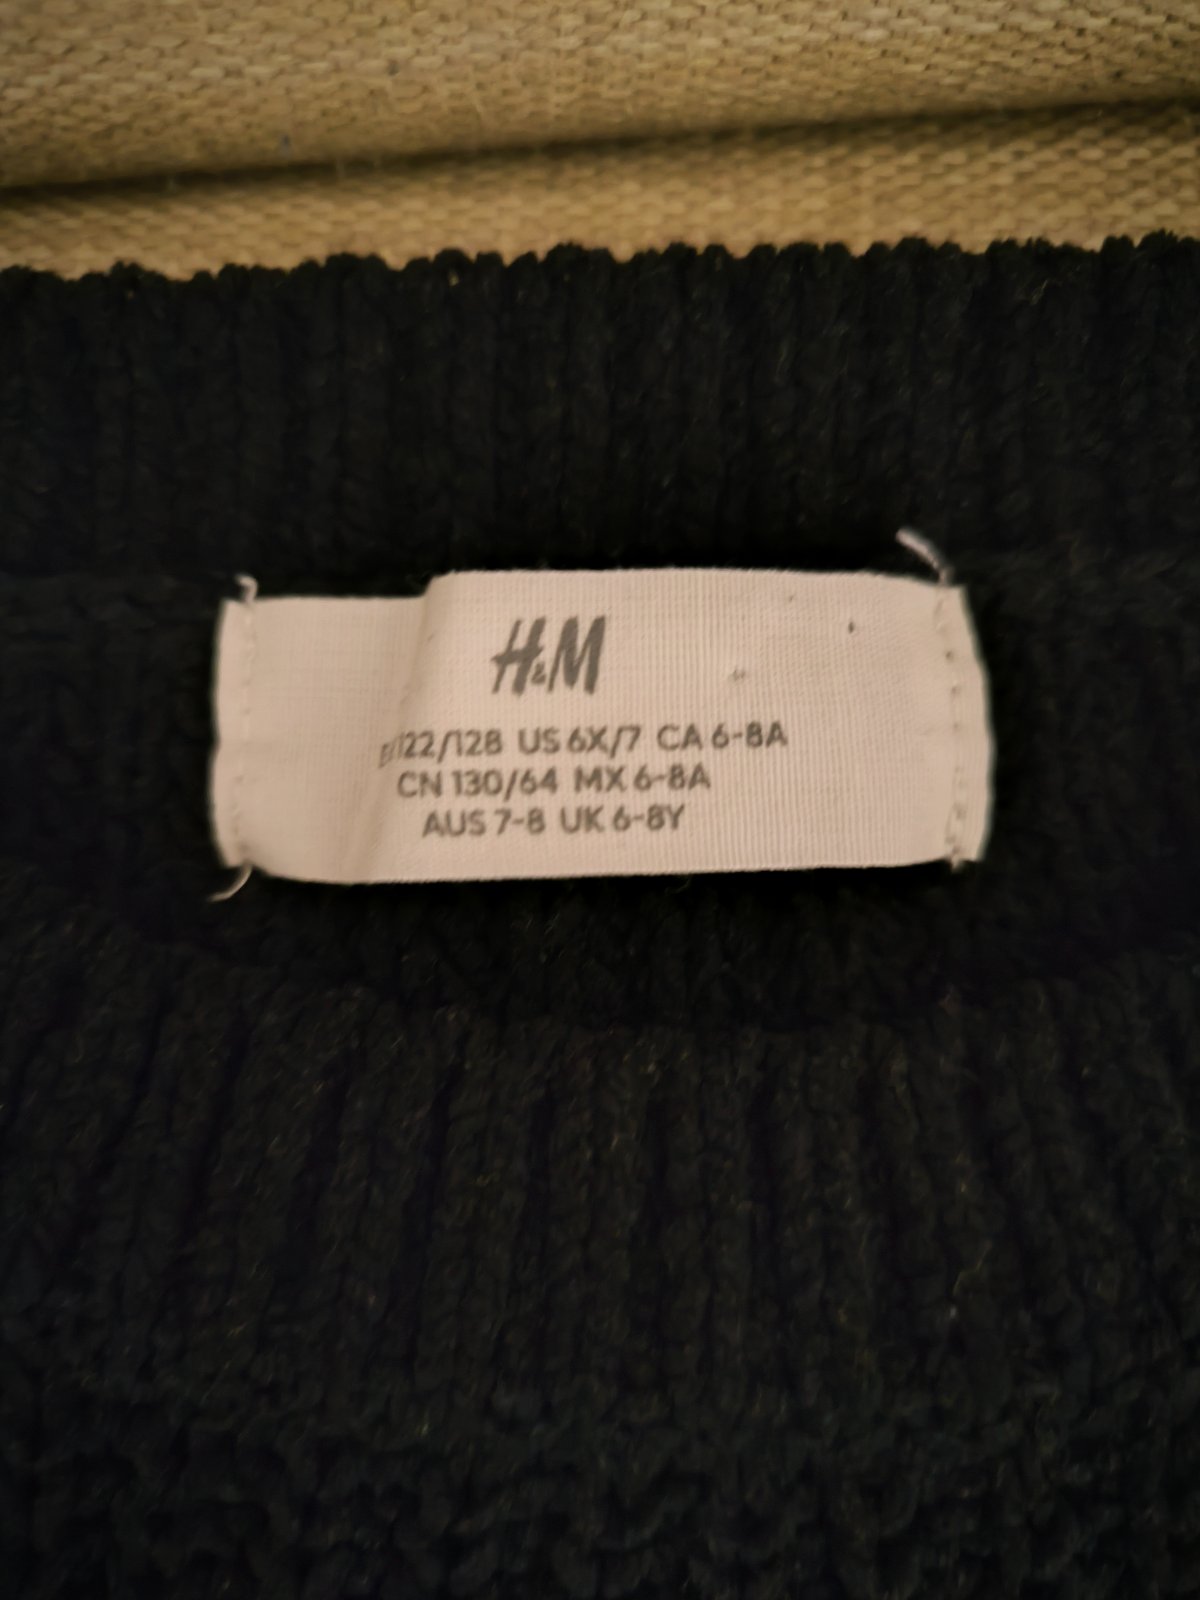 H&M
EUR 122/128 US 6X/7 CA 6-8A
CN 130/64 MX 6-8A
AUS 7-8 UK 6-8Y